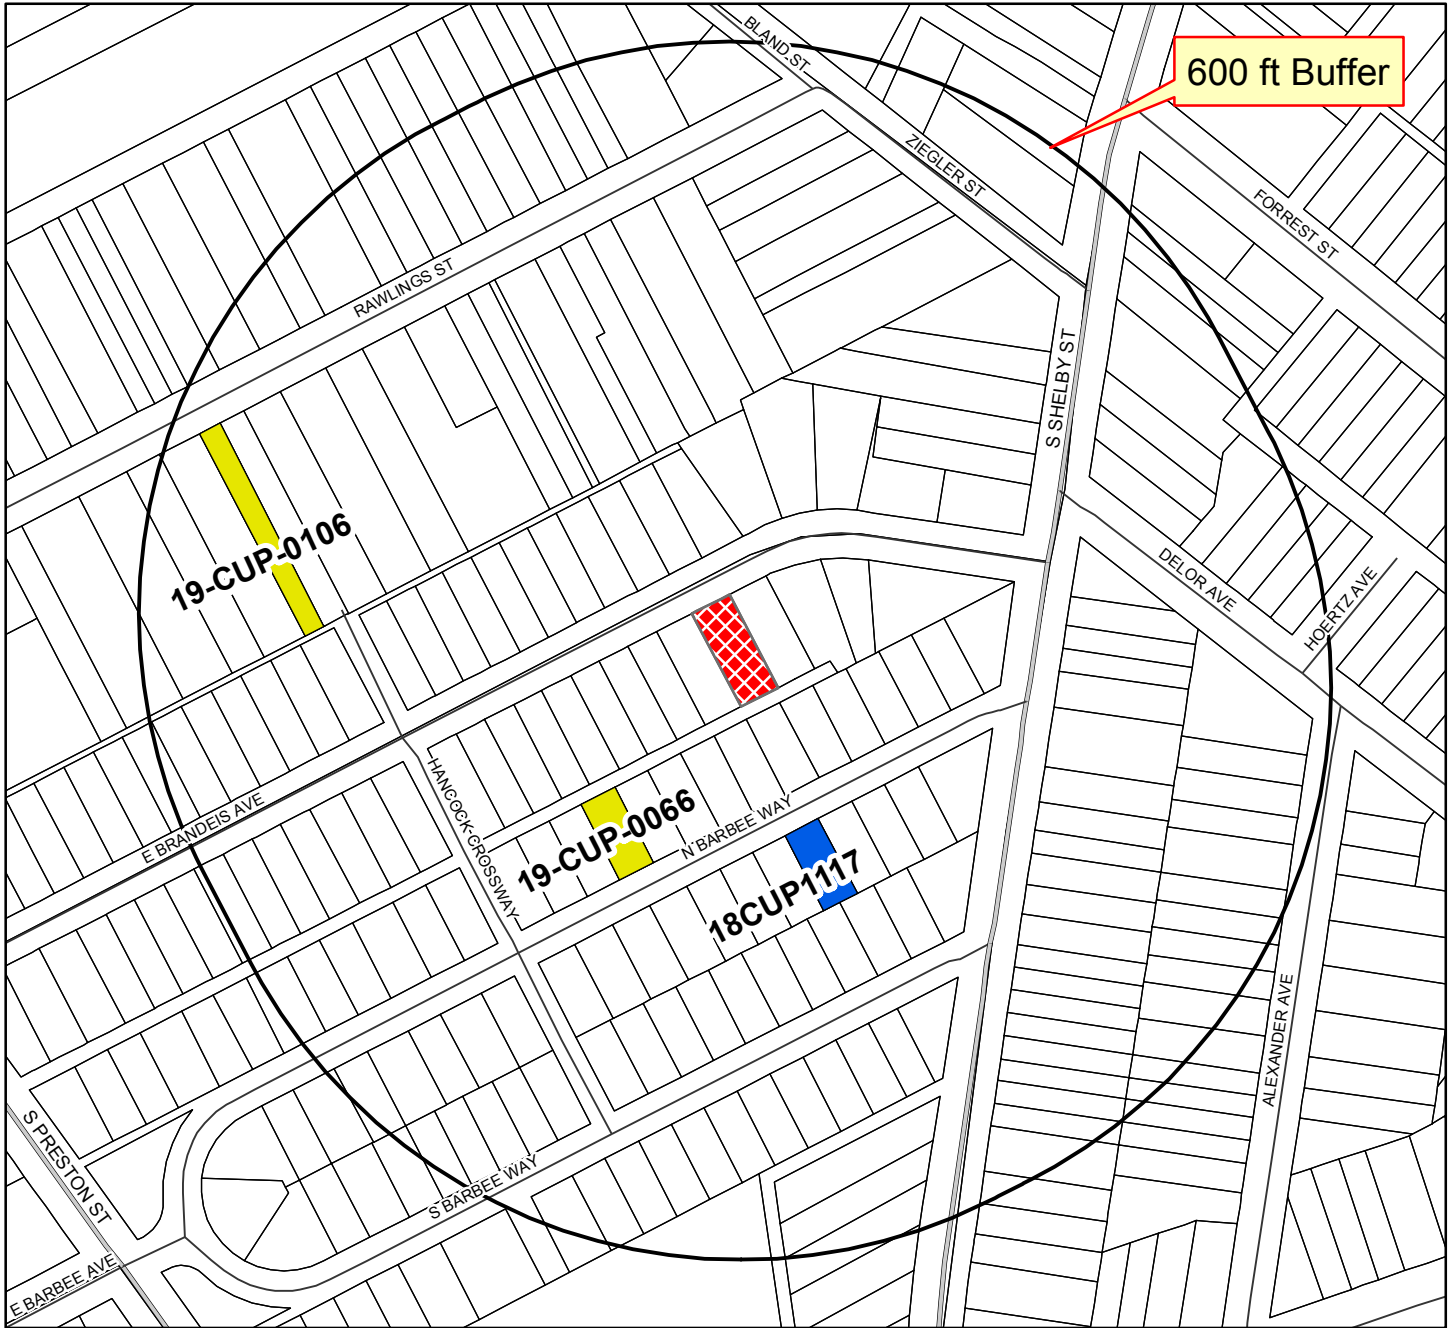 BLAND ST
600 ft Buffer
ZIEGLER ST
FORREST ST
RAWLINGS ST
S SHELBY ST
19-CUP-0106
DELOR AVE
HOERTZ AVE
HANCOCK CROSSWAY
E BRANDEIS AVE
19-CUP-0066
N BARBEE WAY
18CUP1117
ALEXANDER AVE
S PRESTON ST
S BARBEE WAY
E BARBEE AVE